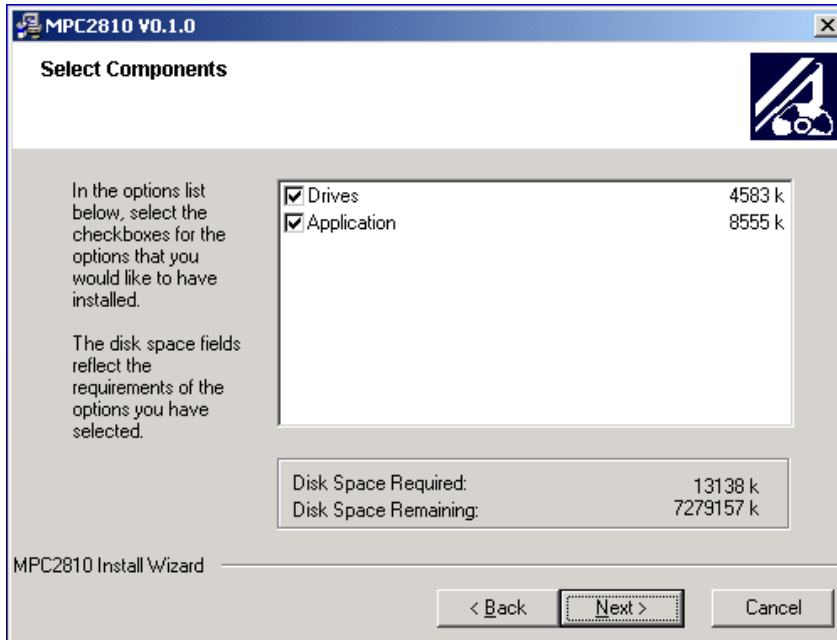 MPC2810 V0.1.0
Select Components
In the options list
below, select the
checkboxes for the
options that you
would like to have
installed.
The disk space fields
reflect the
requirements of the
options you have
selected.
Drives 4583 k
Application 8555 k
Disk Space Required: 13138 k
Disk Space Remaining: 7279157 k
MPC2810 Install Wizard
< Back Next > Cancel